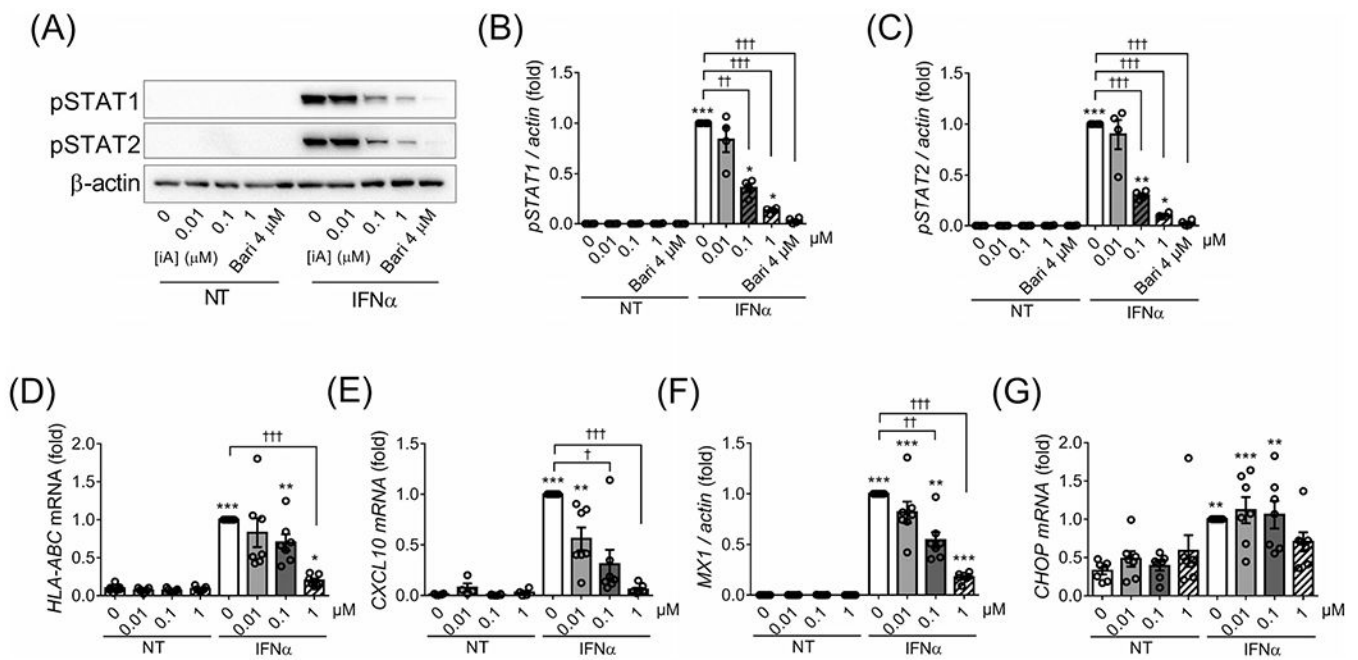 (A)
pSTAT1
pSTAT2
β-actin
0 0.01 0.1 1 Bari 4 μM 0 0.01 0.1 1 Bari 4 μM
[iA] (μM) [iA] (μM)
NT IFNα
(B)
pSTAT1 / actin (fold)
1.5
1.0
0.5
0.0
††† 
†††
††
*** * *
0 0.01 0.1 1 Bari 4 μM 0 0.01 0.1 1 Bari 4 μM μM
NT IFNα
(C)
pSTAT2 / actin (fold)
1.5
1.0
0.5
0.0
†††
†††
†††
*** ** *
0 0.01 0.1 1 Bari 4 μM 0 0.01 0.1 1 Bari 4 μM μM
NT IFNα
(D)
HLA-ABC mRNA (fold)
2.0
1.5
1.0
0.5
0.0
†††
*** ** *
0 0.01 0.1 1 0 0.01 0.1 1 μM
NT IFNα
(E)
CXCL10 mRNA (fold)
1.5
1.0
0.5
0.0
†††
†
*** **
0 0.01 0.1 1 0 0.01 0.1 1 μM
NT IFNα
(F)
MX1 / actin (fold)
2.0
1.5
1.0
0.5
0.0
†††
††
*** *** ** ***
0 0.01 0.1 1 0 0.01 0.1 1 μM
NT IFNα
(G)
CHOP mRNA (fold)
2.0
1.5
1.0
0.5
0.0
** *** **
0 0.01 0.1 1 0 0.01 0.1 1 μM
NT IFNα